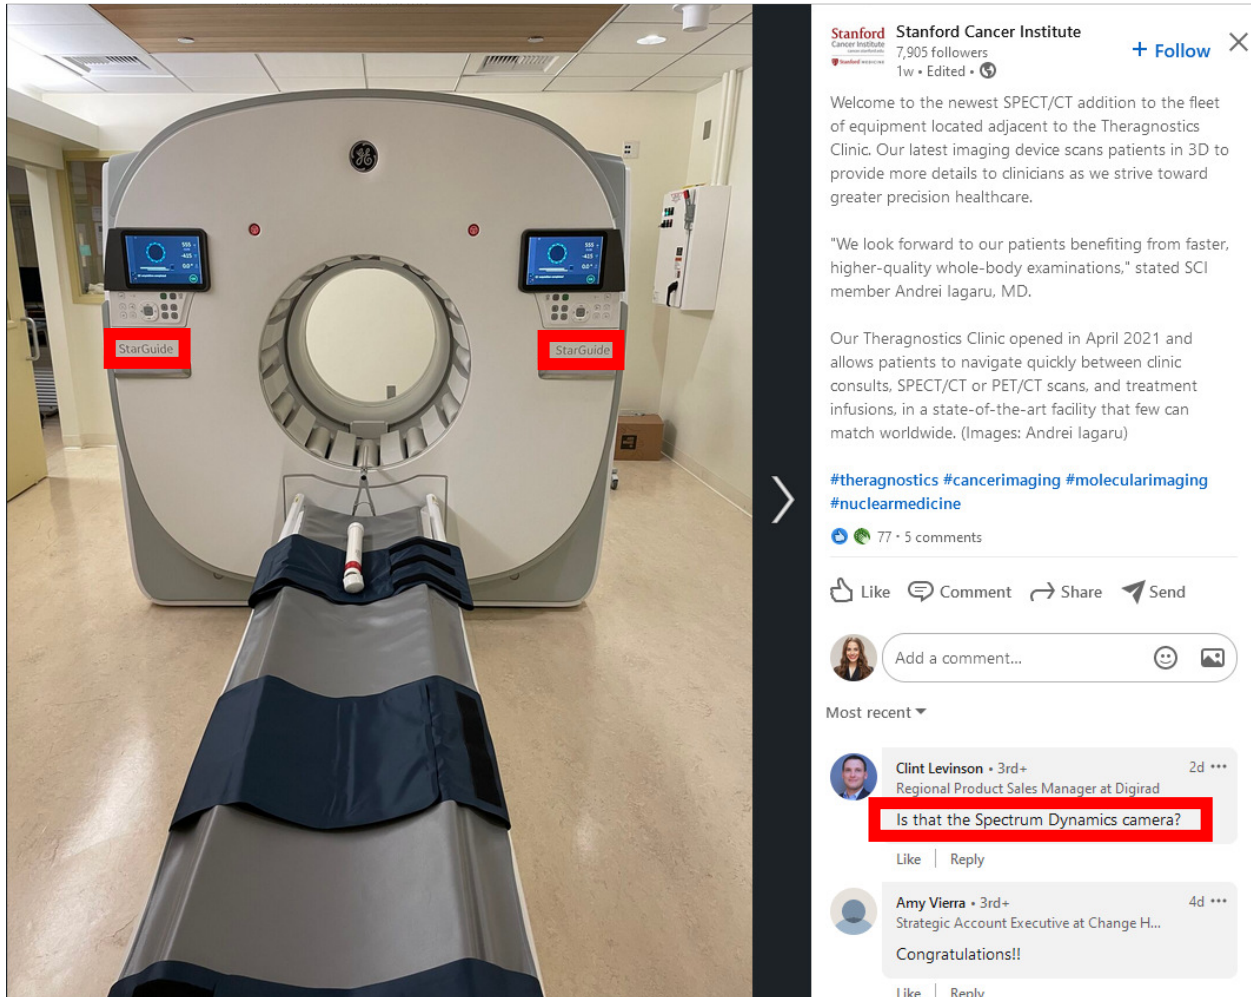 StarGuide
StarGuide
Stanford
Cancer Institute
Stanford MEDICINE
Stanford Cancer Institute
7,905 followers
1w • Edited •
+ Follow
Welcome to the newest SPECT/CT addition to the fleet
of equipment located adjacent to the Theragnostics
Clinic. Our latest imaging device scans patients in 3D to
provide more details to clinicians as we strive toward
greater precision healthcare.
"We look forward to our patients benefiting from faster,
higher-quality whole-body examinations," stated SCI
member Andrei Iagaru, MD.
Our Theragnostics Clinic opened in April 2021 and
allows patients to navigate quickly between clinic
consults, SPECT/CT or PET/CT scans, and treatment
infusions, in a state-of-the-art facility that few can
match worldwide. (Images: Andrei Iagaru)
#theragnostics #cancerimaging #molecularimaging
#nuclearmedicine
77 • 5 comments
Like Comment Share Send
Add a comment...
Most recent
Clint Levinson • 3rd+ 2d •••
Regional Product Sales Manager at Digirad
Is that the Spectrum Dynamics camera?
Like | Reply
Amy Vierra • 3rd+ 4d •••
Strategic Account Executive at Change H...
Congratulations!!
Like | Reply